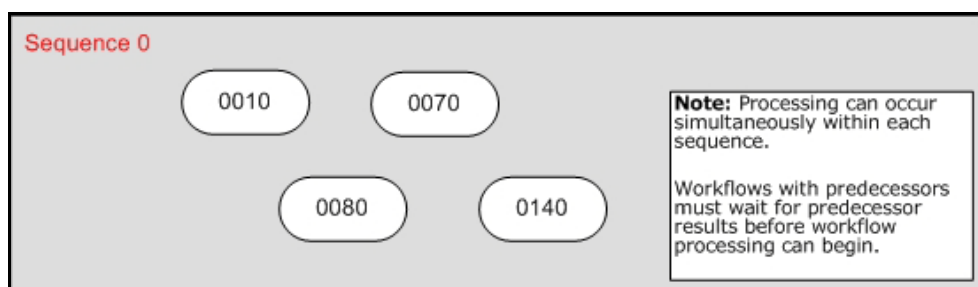 Sequence 0
0010
0070
0080
0140
Note: Processing can occur
simultaneously within each
sequence.
Workflows with predecessors
must wait for predecessor
results before workflow
processing can begin.